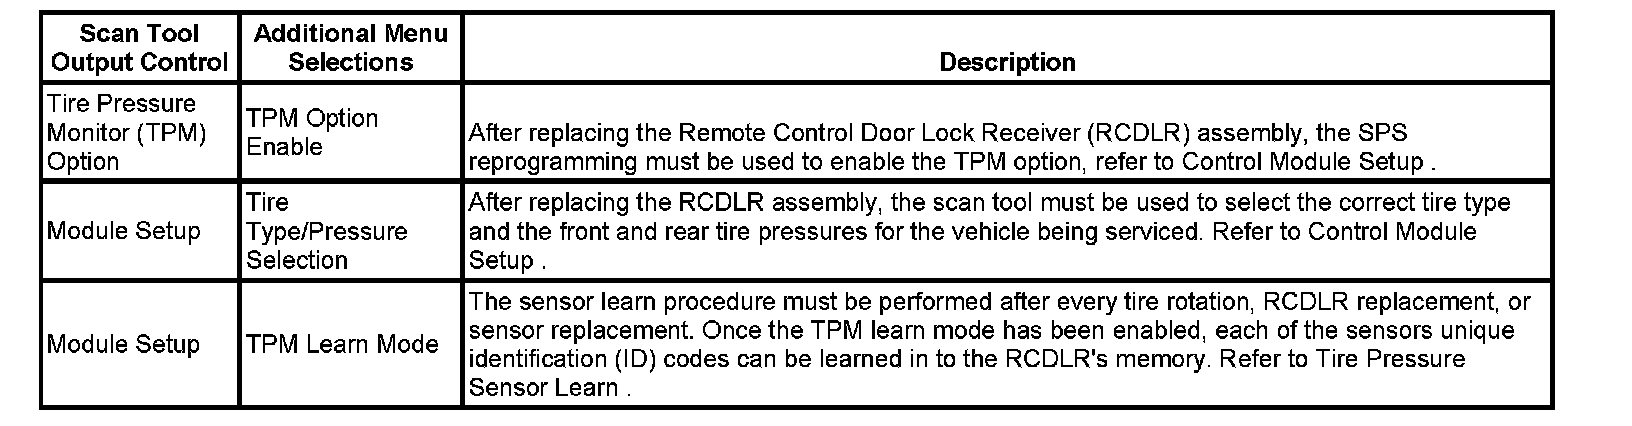 Scan Tool
Output Control
Additional Menu
Selections
Description
Tire Pressure
Monitor (TPM)
Option
TPM Option
Enable
After replacing the Remote Control Door Lock Receiver (RCDLR) assembly, the SPS
reprogramming must be used to enable the TPM option, refer to Control Module Setup .
Module Setup
Tire
Type/Pressure
Selection
After replacing the RCDLR assembly, the scan tool must be used to select the correct tire type
and the front and rear tire pressures for the vehicle being serviced. Refer to Control Module
Setup .
Module Setup
TPM Learn Mode
The sensor learn procedure must be performed after every tire rotation, RCDLR replacement, or
sensor replacement. Once the TPM learn mode has been enabled, each of the sensors unique
identification (ID) codes can be learned in to the RCDLR's memory. Refer to Tire Pressure
Sensor Learn .